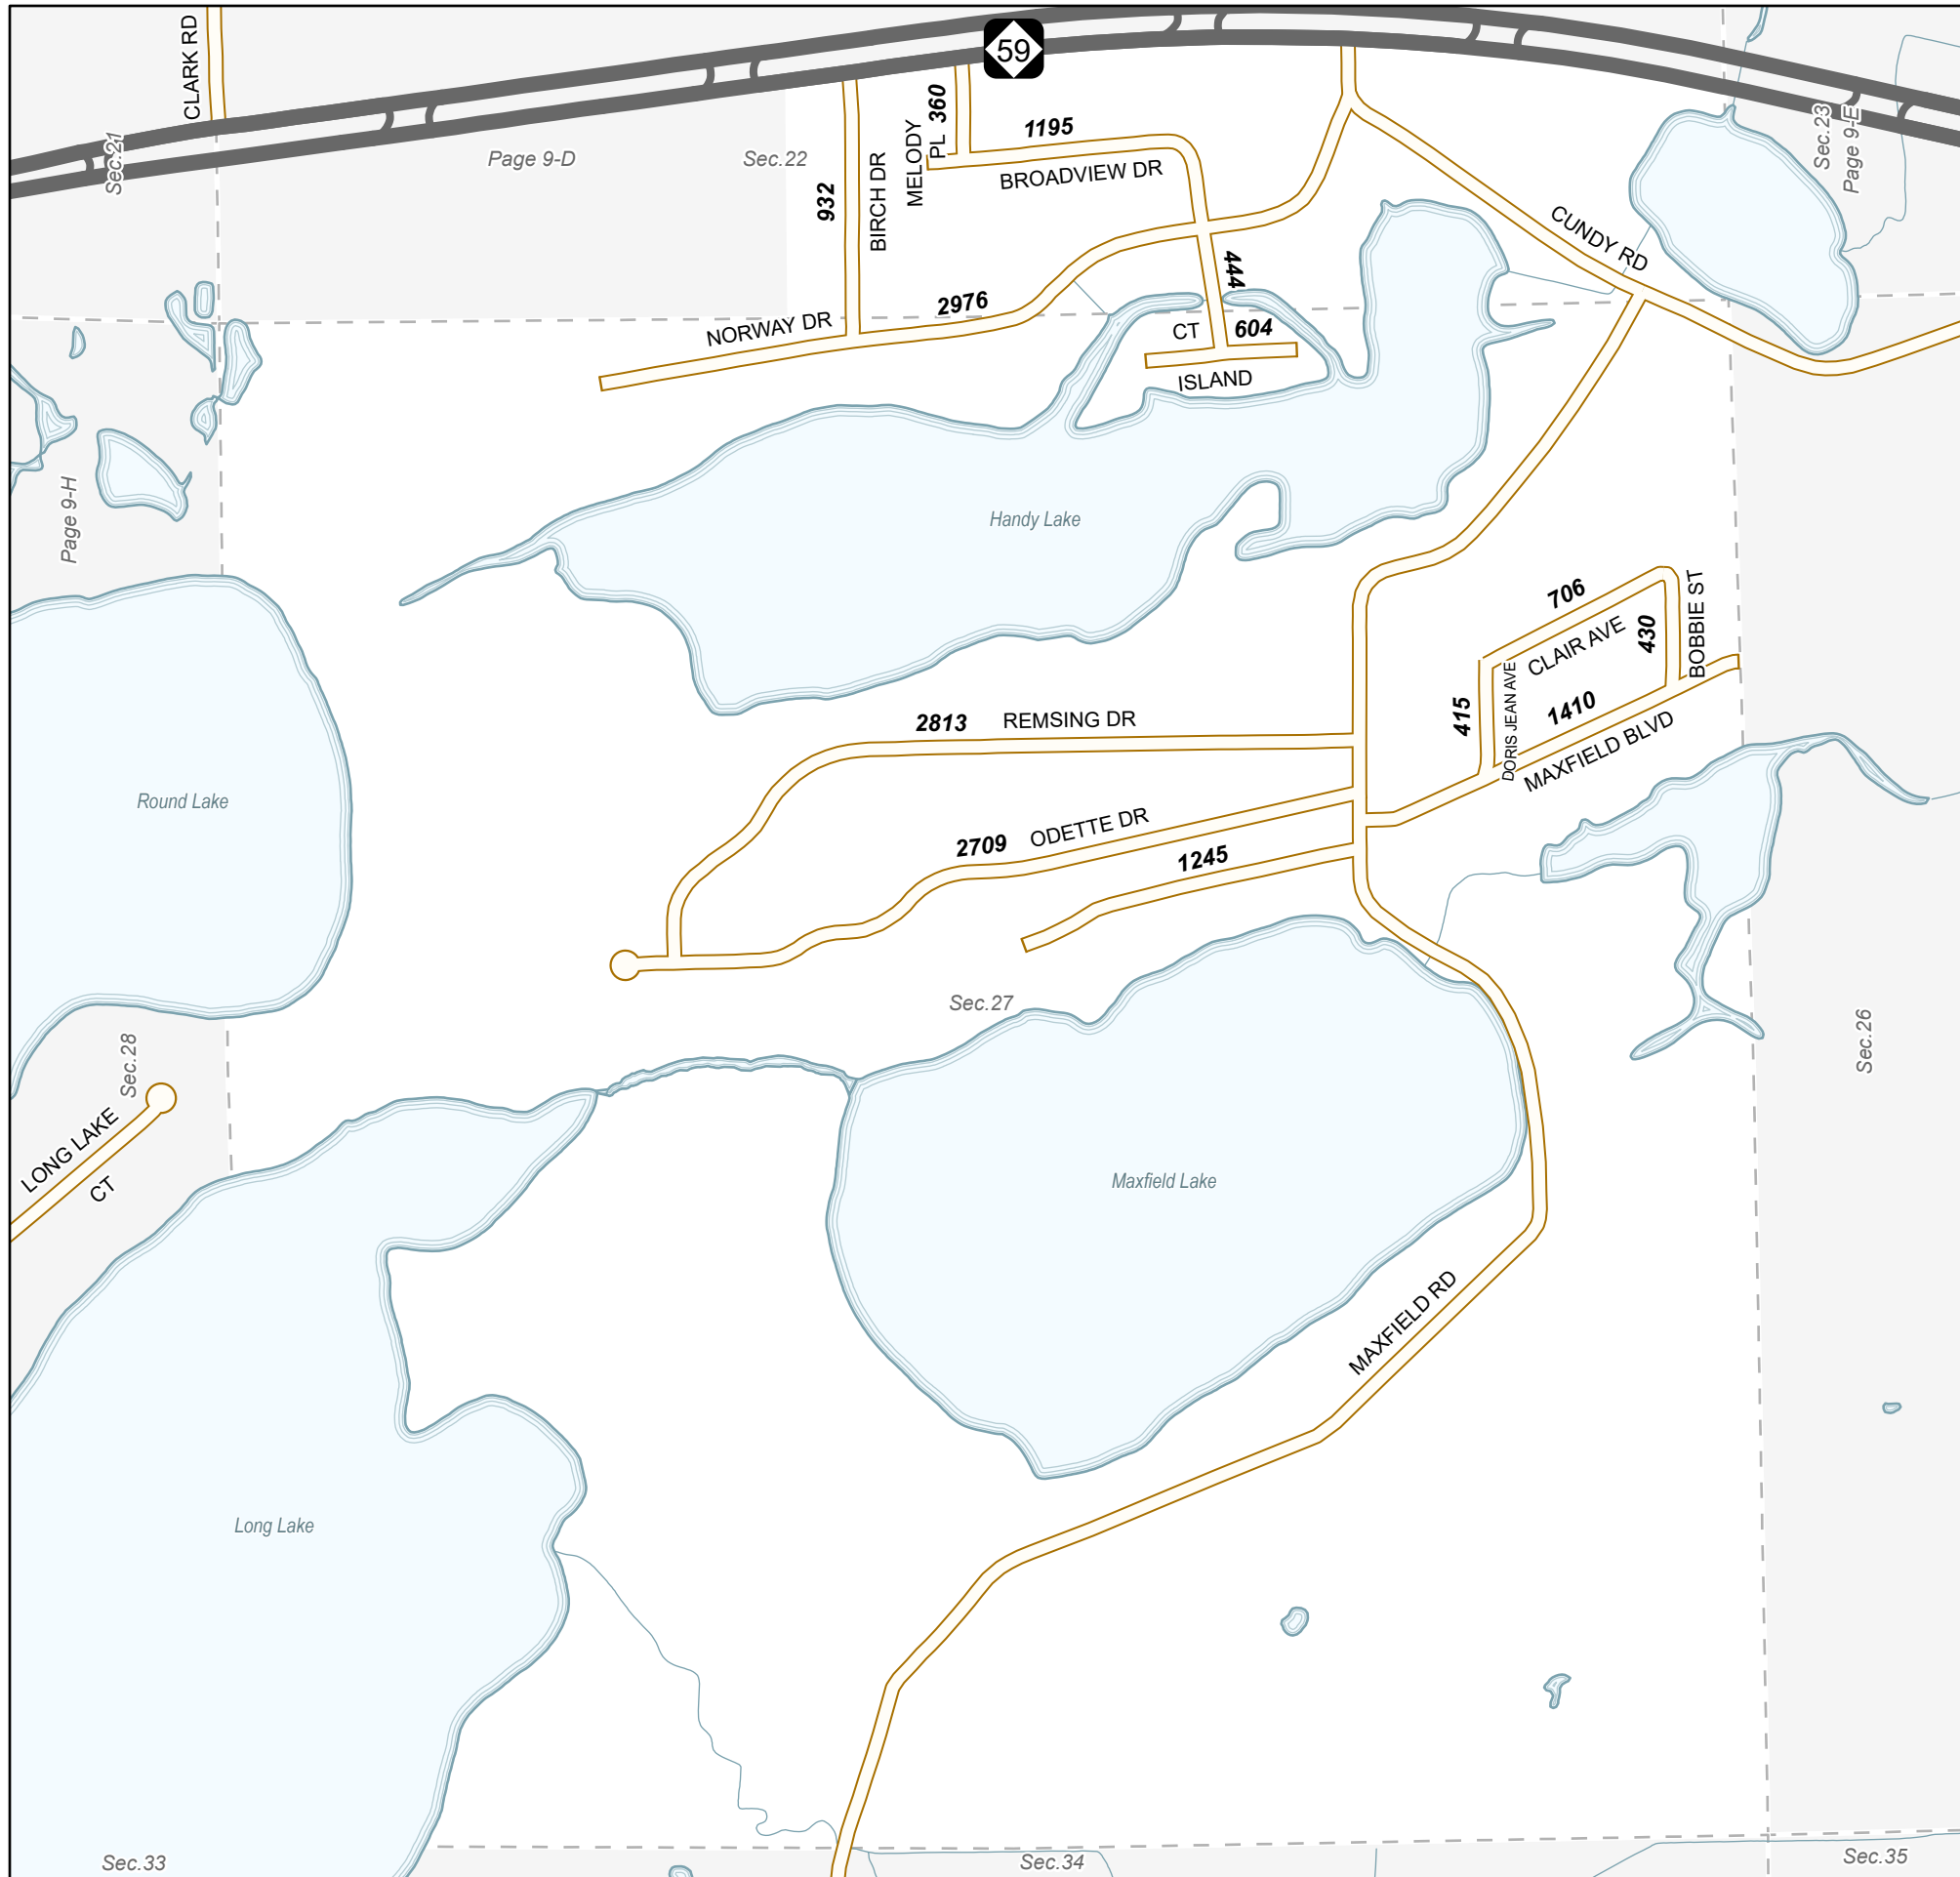 CLARK RD
59
Sec.21
Page 9-D
Sec.22
932
BIRCH DR
MELODY
PL
360
1195
BROADVIEW DR
Sec.23
Page 9-E
CUNDY RD
444
NORWAY DR
2976
CT
604
ISLAND
Page 9-H
Handy Lake
706
CLAIR AVE
430
BOBBIE ST
415
DORIS JEAN AVE
1410
MAXFIELD BLVD
2813
REMSING DR
Round Lake
2709
ODETTE DR
1245
Sec.27
Sec.28
Sec.26
LONG LAKE
CT
Maxfield Lake
MAXFIELD RD
Long Lake
Sec.33
Sec.34
Sec.35